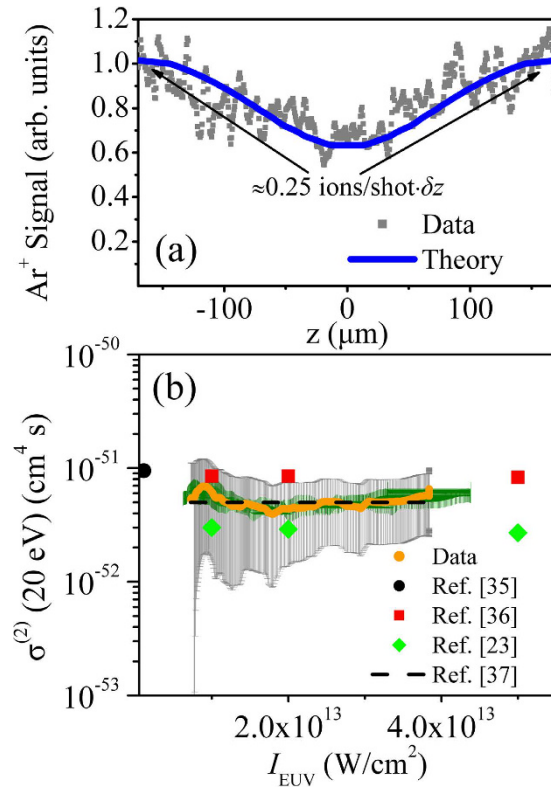 (a)
Ar⁺ Signal (arb. units)
1.2
1.0
0.8
0.6
0.4
0.2
≈0.25 ions/shot·δz
Data
Theory
-100
0
100
z (μm)
(b)
σ⁽²⁾ (20 eV) (cm⁴ s)
10⁻⁵⁰
10⁻⁵¹
10⁻⁵²
10⁻⁵³
Data
Ref. [35]
Ref. [36]
Ref. [23]
Ref. [37]
2.0x10¹³
4.0x10¹³
I_EUV (W/cm²)